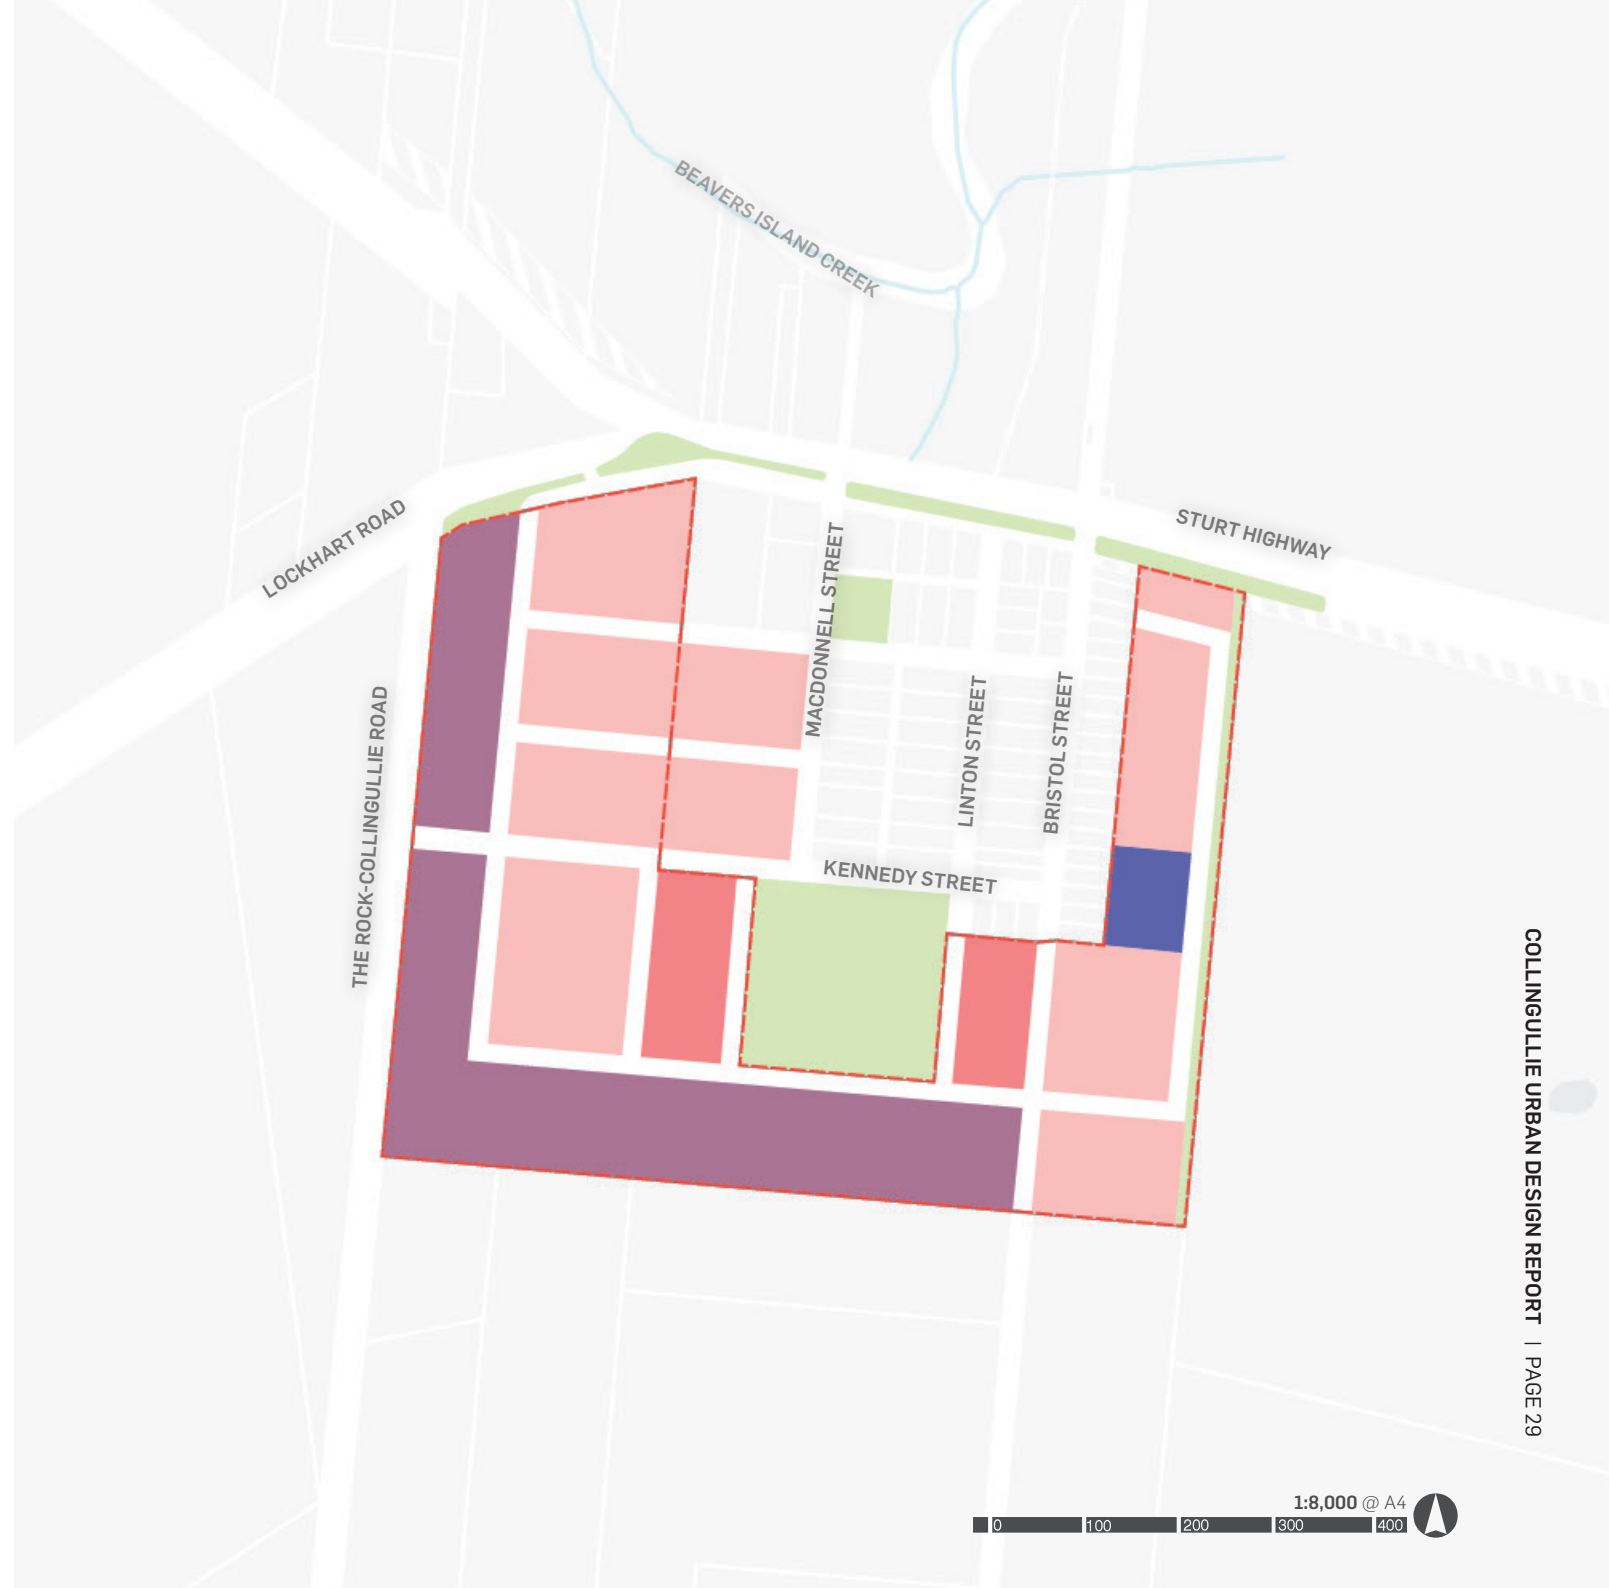 BEAVERS ISLAND CREEK
LOCKHART ROAD
STURT HIGHWAY
MACDONNELL STREET
LINTON STREET
BRISTOL STREET
THE ROCK-COLLINGULLIE ROAD
KENNEDY STREET
COLLINGULLIE URBAN DESIGN REPORT | PAGE 29
1:8,000 @ A4
0 100 200 300 400